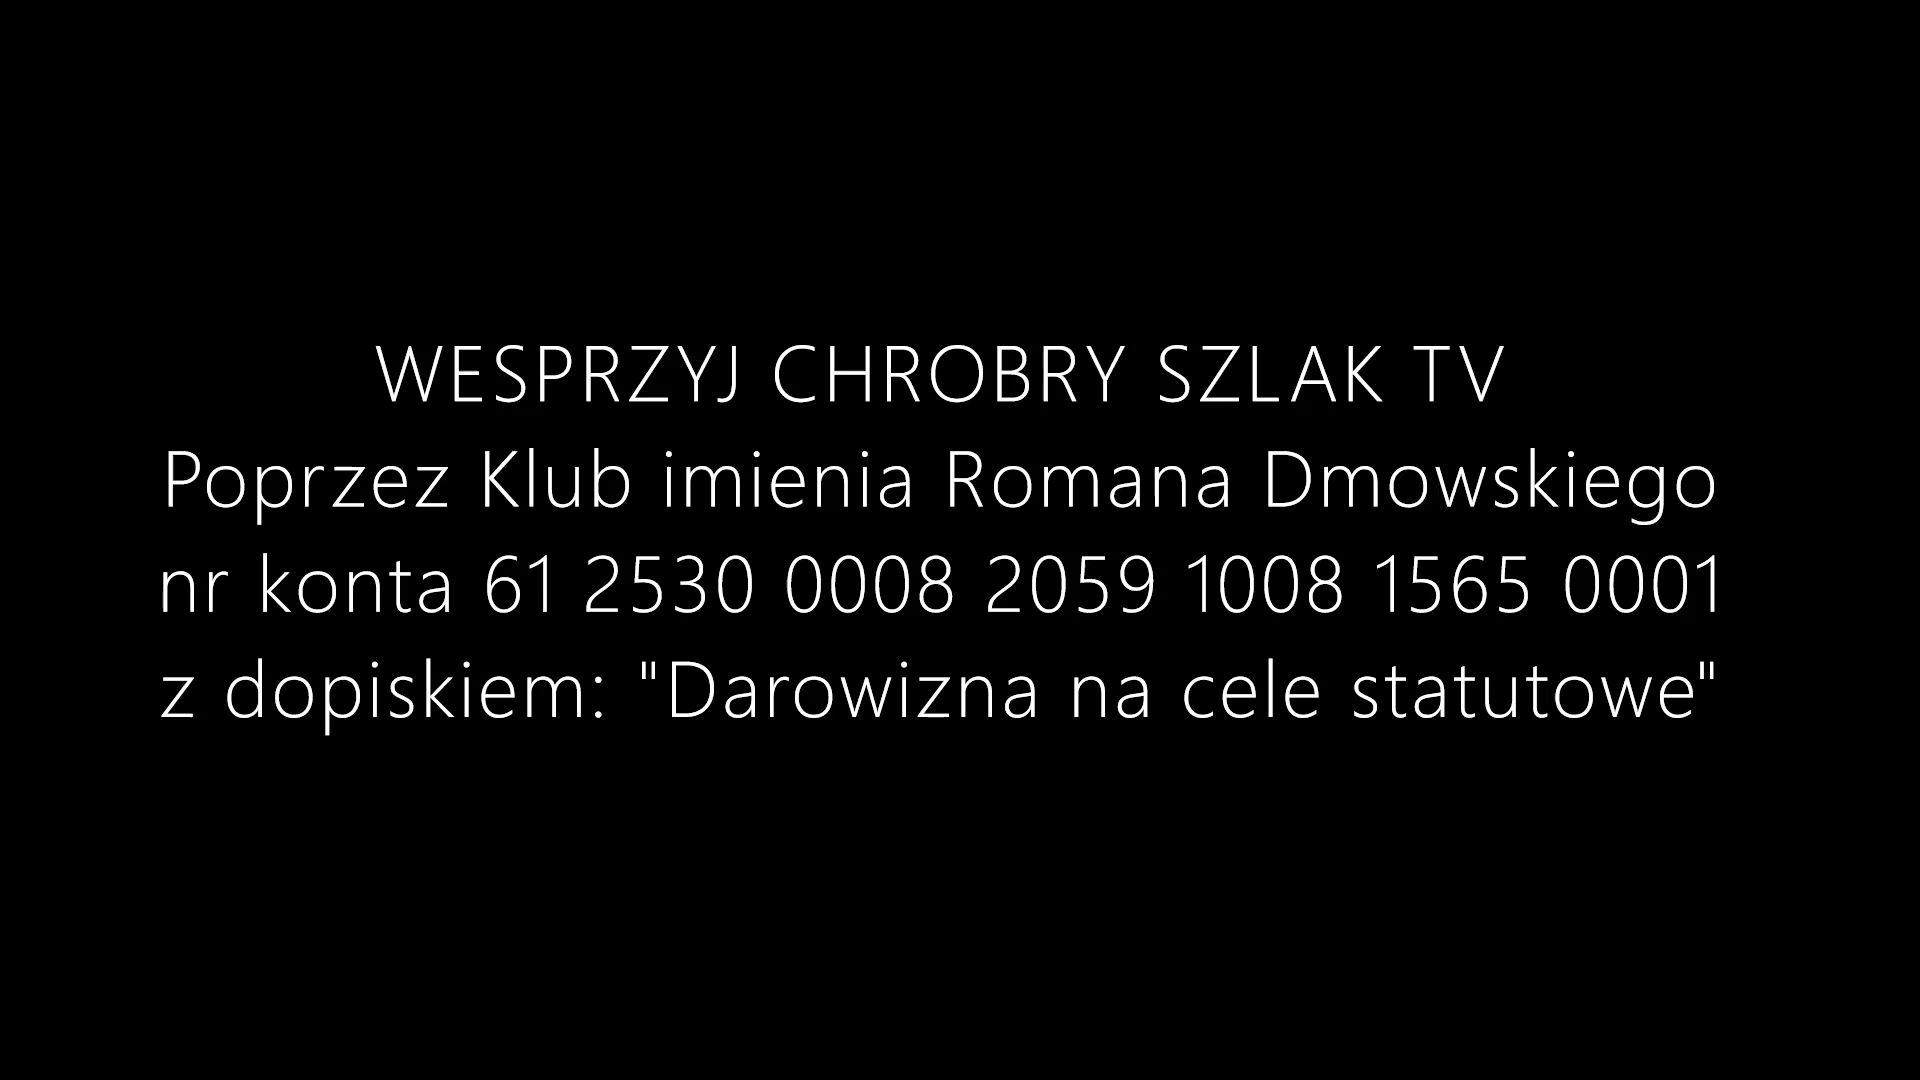 WESPRZYJ CHROBRY SZLAK TV
Poprzez Klub imienia Romana Dmowskiego
nr konta 61 2530 0008 2059 1008 1565 0001
z dopiskiem: "Darowizna na cele statutowe"